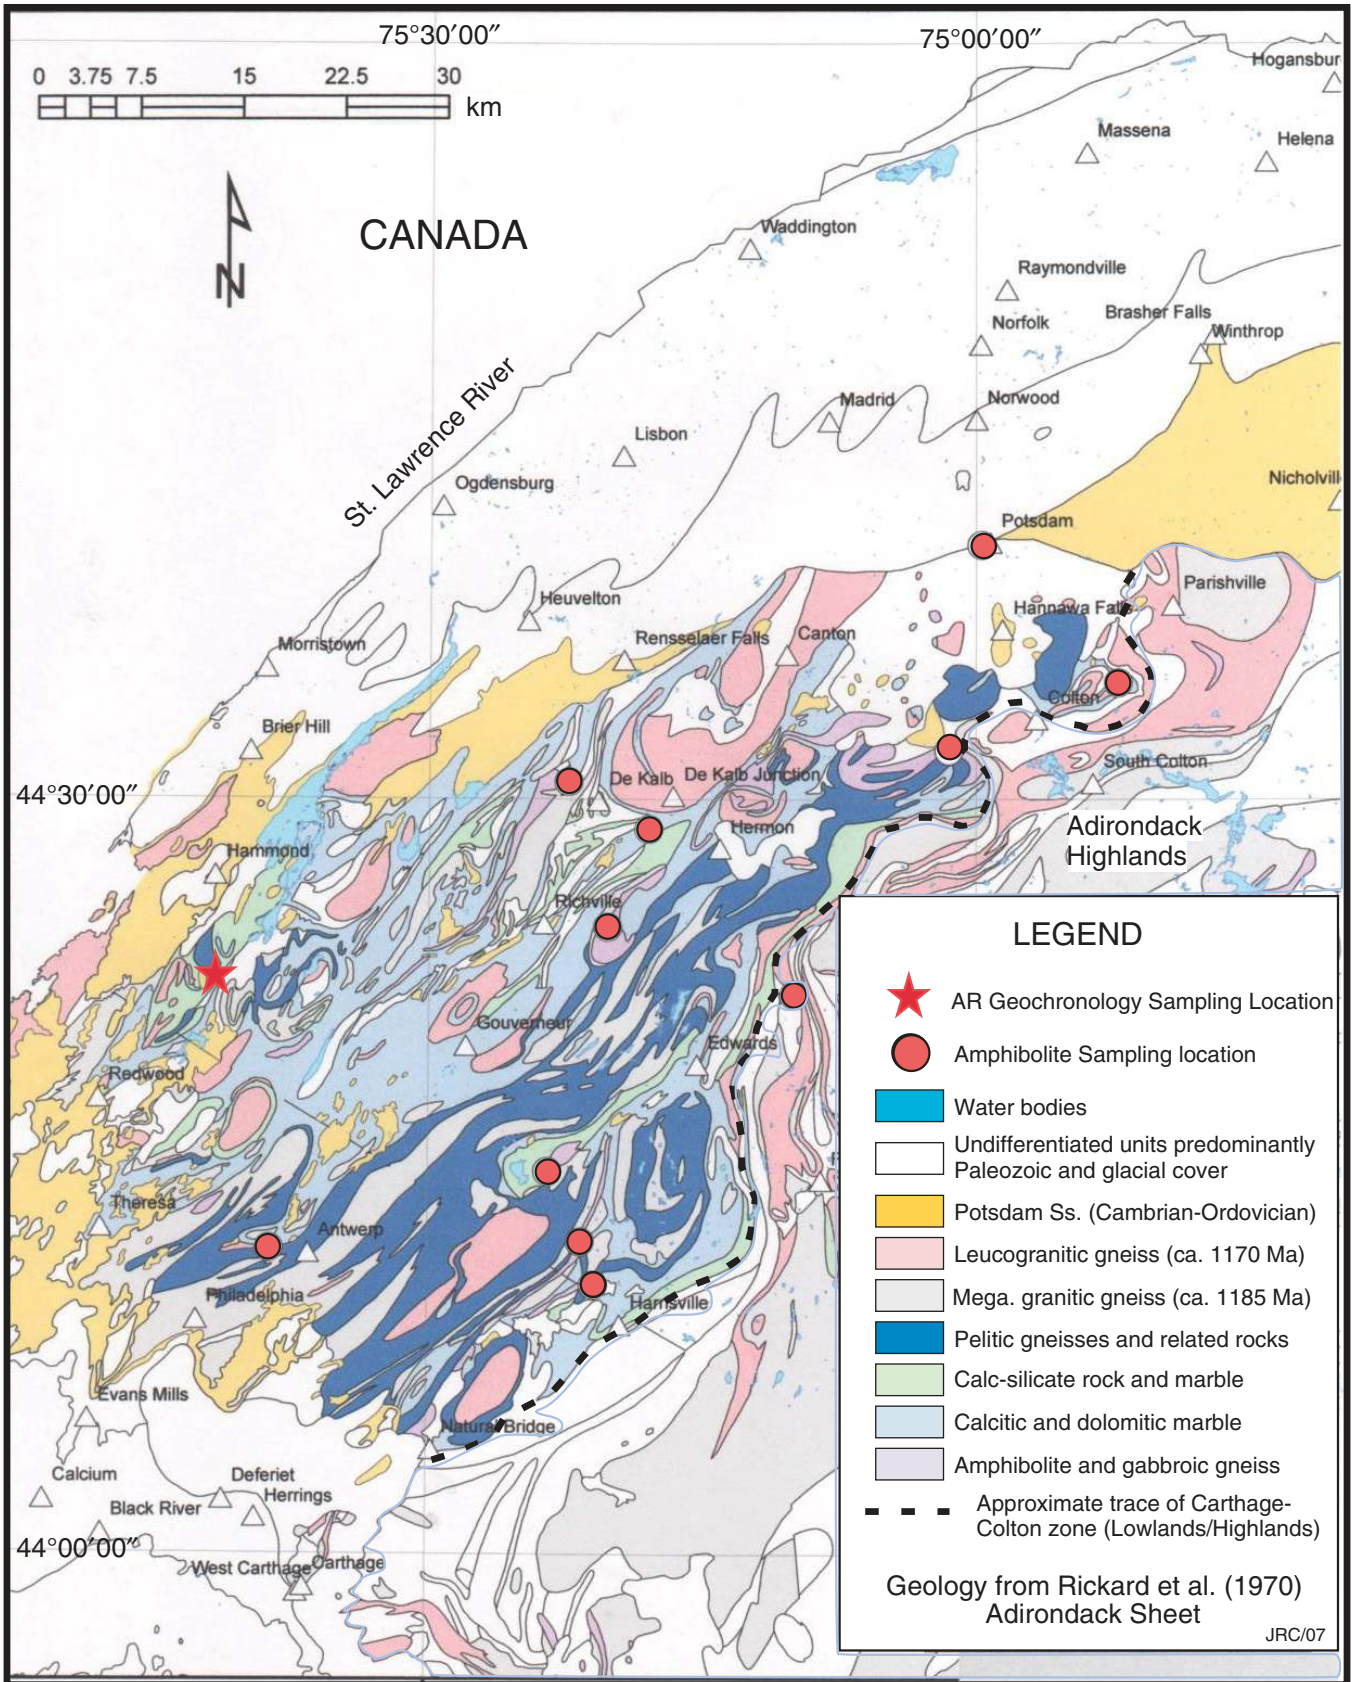 75°30′00″
75°00′00″
0 3.75 7.5 15 22.5 30
km
Hogansbur
Massena
Helena
N
CANADA
Waddington
Raymondville
Norfolk
Brasher Falls
Winthrop
St. Lawrence River
Madrid
Norwood
Lisbon
Ogdensburg
Nicholvill
Potsdam
Heuvelton
Parishville
Hannawa Falls
Rensselaer Falls
Canton
Morristown
Colton
Brier Hill
South Colton
De Kalb
De Kalb Junction
44°30′00″
Hermon
Adirondack
Highlands
Hammond
Richville
Gouverneur
Edwards
Redwood
Theresa
Antwerp
Philadelphia
Harrisville
Evans Mills
Natural Bridge
Calcium
Deferiet
Herrings
Black River
44°00′00″
West Carthage
Carthage
LEGEND
AR Geochronology Sampling Location
Amphibolite Sampling location
Water bodies
Undifferentiated units predominantly
Paleozoic and glacial cover
Potsdam Ss. (Cambrian-Ordovician)
Leucogranitic gneiss (ca. 1170 Ma)
Mega. granitic gneiss (ca. 1185 Ma)
Pelitic gneisses and related rocks
Calc-silicate rock and marble
Calcitic and dolomitic marble
Amphibolite and gabbroic gneiss
Approximate trace of Carthage-
Colton zone (Lowlands/Highlands)
Geology from Rickard et al. (1970)
Adirondack Sheet
JRC/07